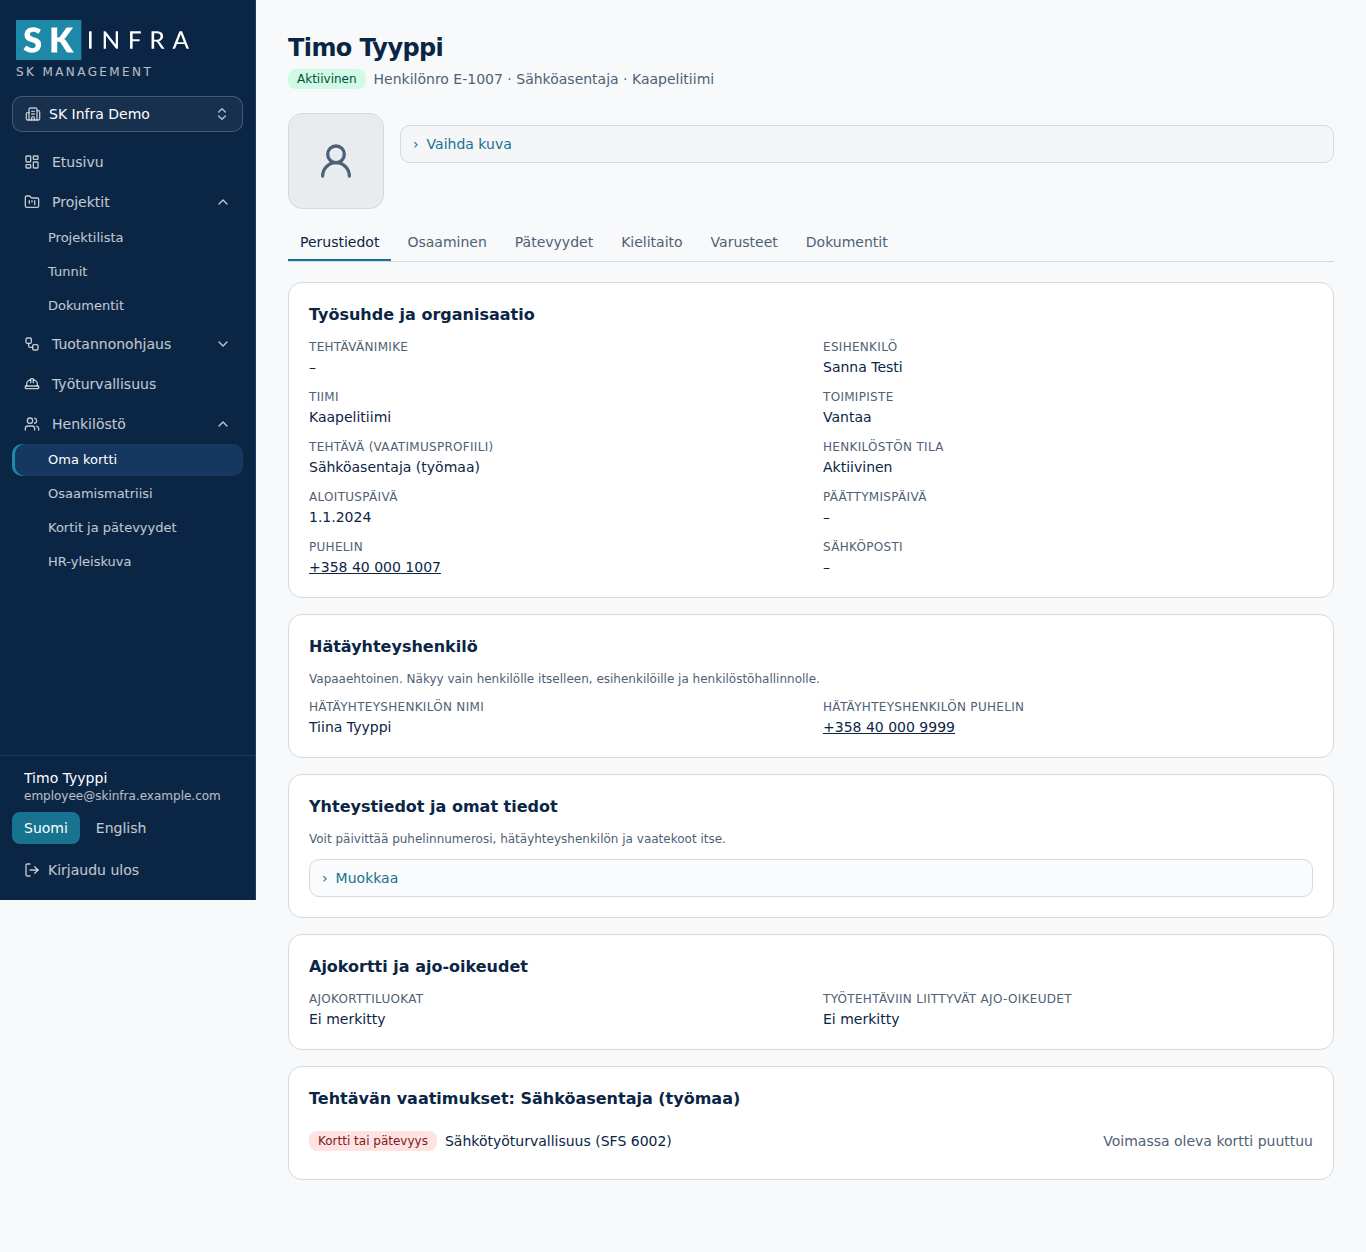 SK INFRA
SK MANAGEMENT
SK Infra Demo
Etusivu
Projektit
Projektilista
Tunnit
Dokumentit
Tuotannonohjaus
Työturvallisuus
Henkilöstö
Oma kortti
Osaamismatriisi
Kortit ja pätevyydet
HR-yleiskuva
Timo Tyyppi
employee@skinfra.example.com
Suomi English
Kirjaudu ulos
Timo Tyyppi
Aktiivinen Henkilönro E-1007 · Sähköasentaja · Kaapelitiimi
› Vaihda kuva
Perustiedot Osaaminen Pätevyydet Kielitaito Varusteet Dokumentit
Työsuhde ja organisaatio
TEHTÄVÄNIMIKE ESIHENKILÖ
– Sanna Testi
TIIMI TOIMIPISTE
Kaapelitiimi Vantaa
TEHTÄVÄ (VAATIMUSPROFIILI) HENKILÖSTÖN TILA
Sähköasentaja (työmaa) Aktiivinen
ALOITUSPÄIVÄ PÄÄTTYMISPÄIVÄ
1.1.2024 –
PUHELIN SÄHKÖPOSTI
+358 40 000 1007 –
Hätäyhteyshenkilö
Vapaaehtoinen. Näkyy vain henkilölle itselleen, esihenkilöille ja henkilöstöhallinnolle.
HÄTÄYHTEYSHENKILÖN NIMI HÄTÄYHTEYSHENKILÖN PUHELIN
Tiina Tyyppi +358 40 000 9999
Yhteystiedot ja omat tiedot
Voit päivittää puhelinnumerosi, hätäyhteyshenkilön ja vaatekoot itse.
› Muokkaa
Ajokortti ja ajo-oikeudet
AJOKORTTILUOKAT TYÖTEHTÄVIIN LIITTYVÄT AJO-OIKEUDET
Ei merkitty Ei merkitty
Tehtävän vaatimukset: Sähköasentaja (työmaa)
Kortti tai pätevyys Sähkötyöturvallisuus (SFS 6002) Voimassa oleva kortti puuttuu